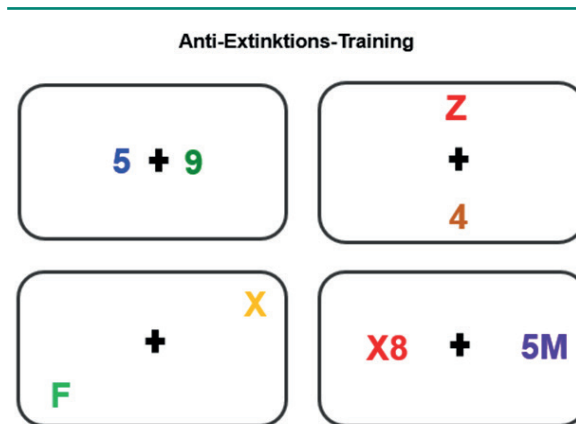 Anti-Extinktions-Training
5 + 9
Z
+
4
X
+
F
X8 + 5M